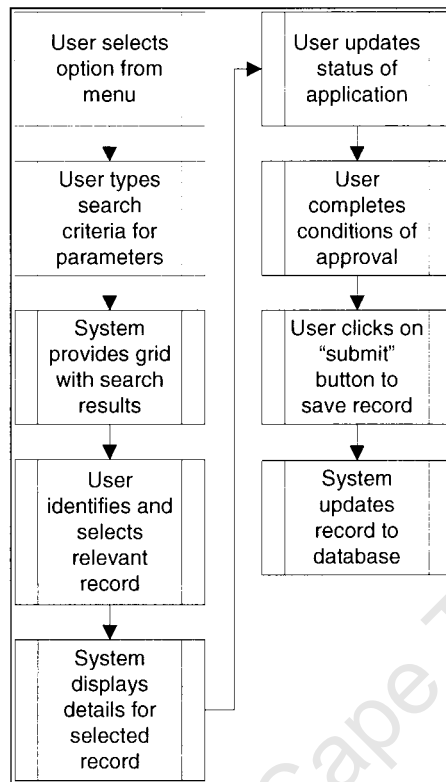 User selects
option from
menu
User types
search
criteria for
parameters
System
provides grid
with search
results
User
identifies and
selects
relevant
record
System
displays
details for
selected
record
User updates
status of
application
User
completes
conditions of
approval
User clicks on
“submit”
button to
save record
System
updates
record to
database
Cape